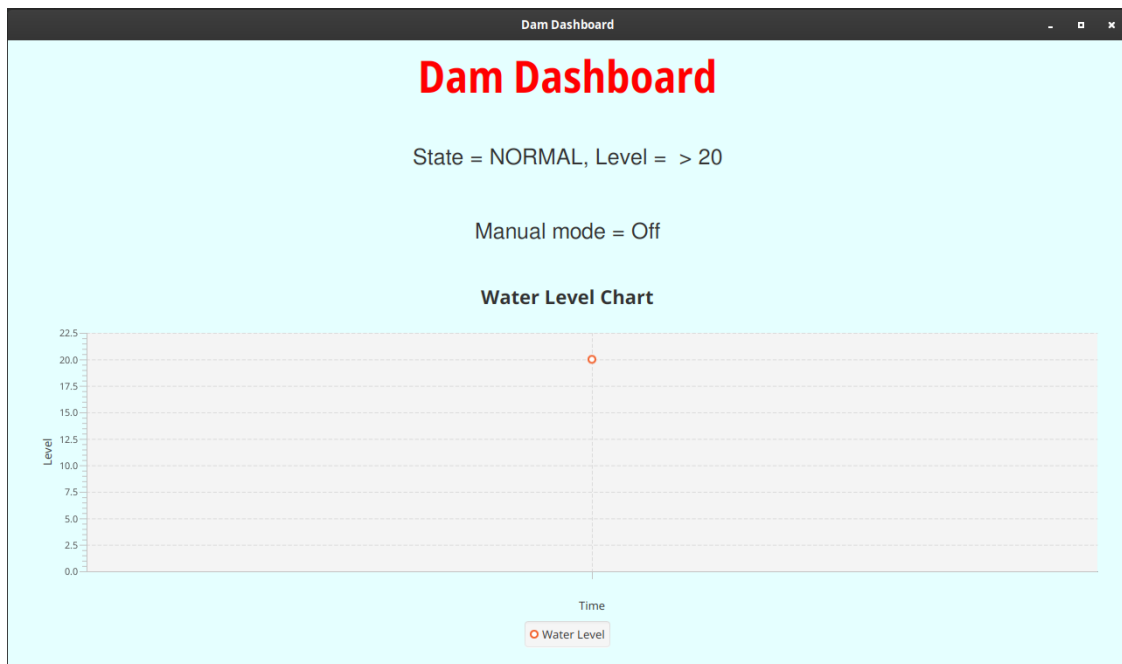 Dam Dashboard
Dam Dashboard
State = NORMAL, Level =  > 20
Manual mode = Off
Water Level Chart
22.5
20.0
17.5
15.0
12.5
10.0
7.5
5.0
2.5
0.0
Level
Time
Water Level